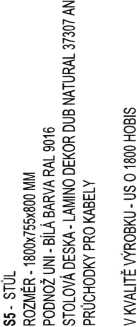 S5 - STŮL
ROZMĚR - 1800x755x800 MM
PODNOŽ UNI - BÍLÁ BARVA RAL 9016
STOLOVÁ DESKA - LAMINO DEKOR DUB NATURAL 37307 AN
PRŮCHODKY PRO KABELY
V KVALITĚ VÝROBKU - US O 1800 HOBIS